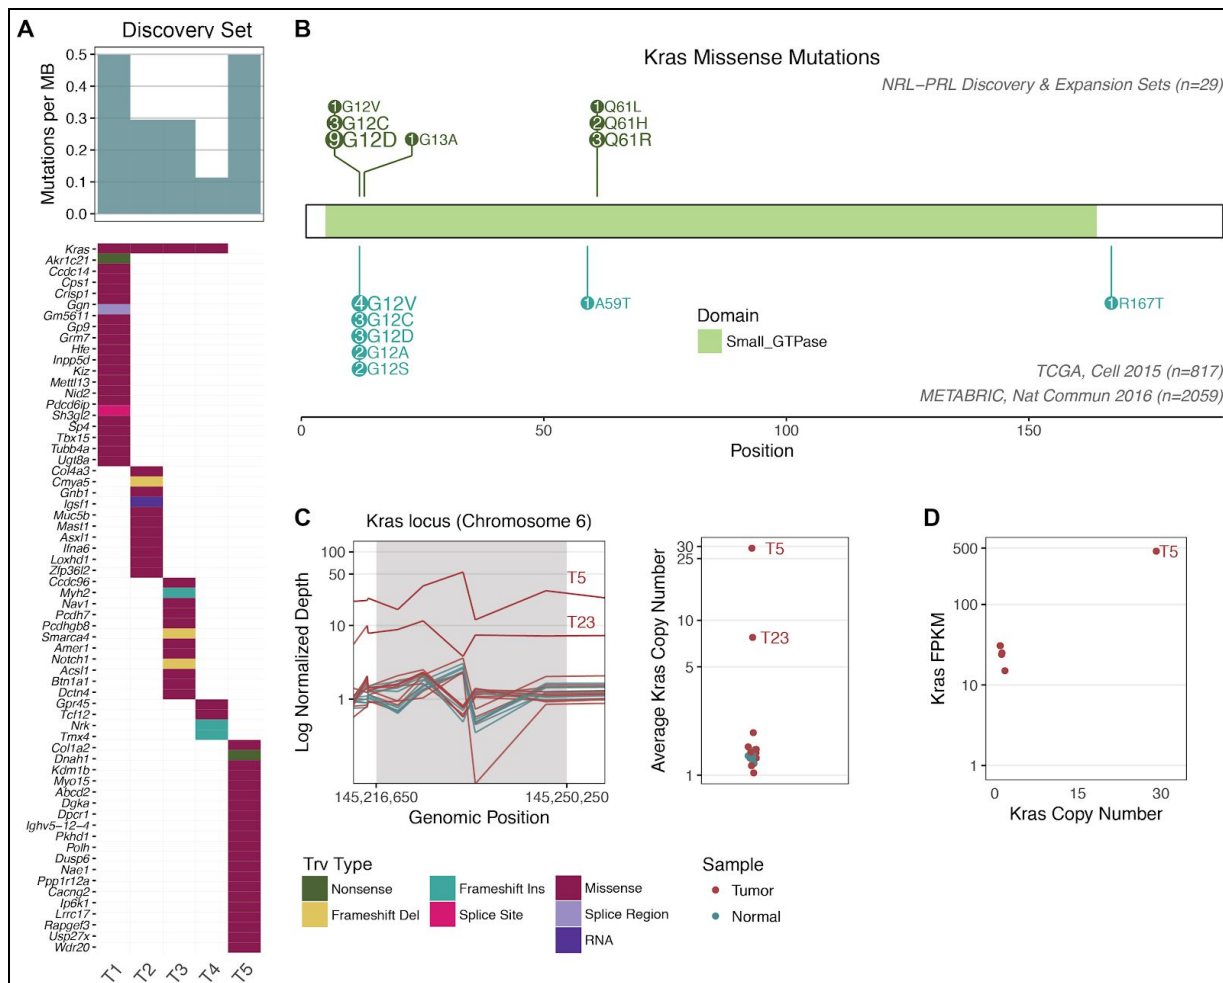 A
Discovery Set
Mutations per MB
0.5
0.4
0.3
0.2
0.1
0.0
Kras
Akr1c21
Ccdc14
Cps1
Crisp1
Ggn
Gm5611
Gp9
Grm7
Hfe
Inpp5d
Kiz
Mettl13
Nid2
Pdcd6ip
Sh3gl2
Sp4
Tbx15
Tubb4a
Ugt8a
Col4a3
Cmya5
Gnb1
Igsf1
Muc5b
Mast1
Asxl1
Ifna6
Loxhd1
Zfp36l2
Ccdc96
Myh2
Nav1
Pcdh7
Pcdhgb8
Smarca4
Amer1
Notch1
Acsl1
Btn1a1
Dctn4
Gpr45
Tcf12
Nrk
Tmx4
Col1a2
Dnah1
Kdm1b
Myo15
Abcd2
Dgka
Dpcr1
Ighv5-12-4
Pkhd1
Polh
Dusp6
Nae1
Ppp1r12a
Cacng2
Ip6k1
Lrrc17
Rapgef3
Usp27x
Wdr20
T1 T2 T3 T4 T5
B
Kras Missense Mutations
NRL-PRL Discovery & Expansion Sets (n=29)
1 G12V
3 G12C
9 G12D
1 G13A
1 Q61L
2 Q61H
3 Q61R
4 G12V
3 G12C
3 G12D
2 G12A
2 G12S
1 A59T
1 R167T
Domain
Small_GTPase
TCGA, Cell 2015 (n=817)
METABRIC, Nat Commun 2016 (n=2059)
0 50 100 150
Position
C
Kras locus (Chromosome 6)
Log Normalized Depth
100
50
10
1
T5
T23
145,216,650 145,250,250
Genomic Position
Average Kras Copy Number
30
25
10
5
1
T5
T23
D
Kras FPKM
500
100
10
1
T5
0 15 30
Kras Copy Number
Trv Type
Nonsense
Frameshift Del
Frameshift Ins
Splice Site
Missense
Splice Region
RNA
Sample
Tumor
Normal